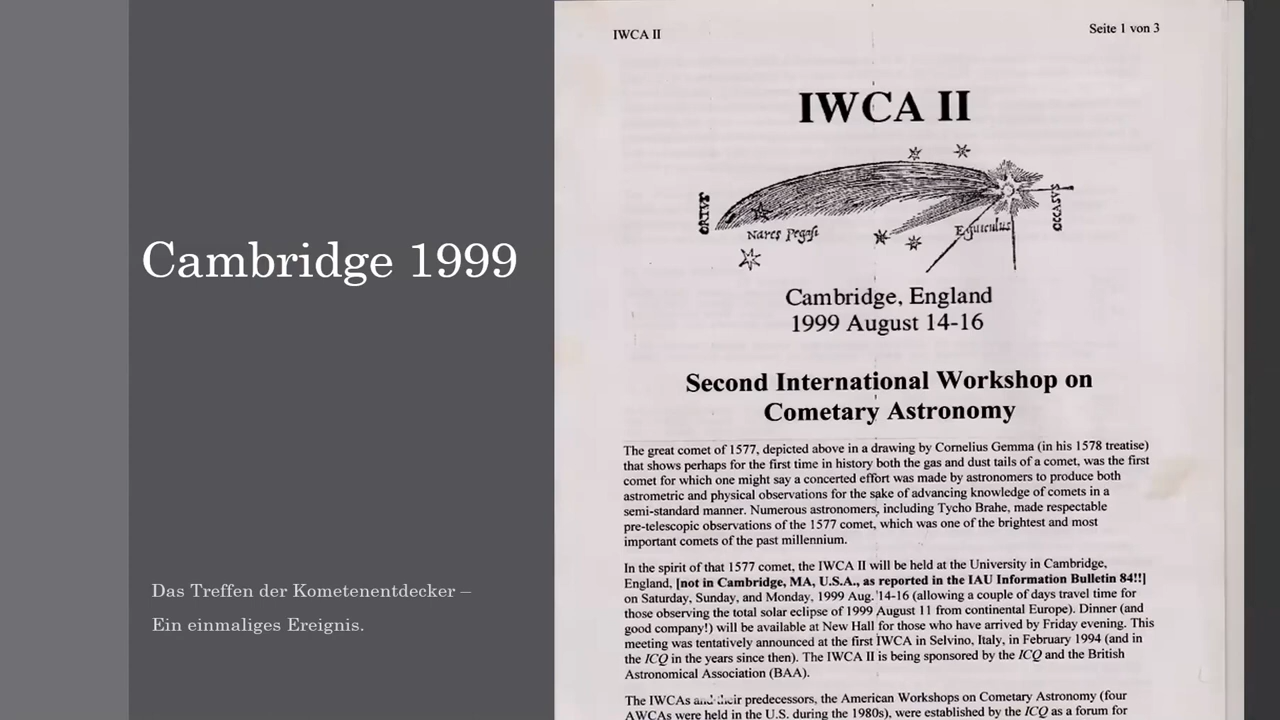 Cambridge 1999
Das Treffen der Kometenentdecker –
Ein einmaliges Ereignis.
IWCA II
Seite 1 von 3
IWCA II
ORTVS
Nares Pegasi
Equuleus
OCCASVS
Cambridge, England
1999 August 14-16
Second International Workshop on
Cometary Astronomy
The great comet of 1577, depicted above in a drawing by Cornelius Gemma (in his 1578 treatise)
that shows perhaps for the first time in history both the gas and dust tails of a comet, was the first
comet for which one might say a concerted effort was made by astronomers to produce both
astrometric and physical observations for the sake of advancing knowledge of comets in a
semi-standard manner. Numerous astronomers, including Tycho Brahe, made respectable
pre-telescopic observations of the 1577 comet, which was one of the brightest and most
important comets of the past millennium.
In the spirit of that 1577 comet, the IWCA II will be held at the University in Cambridge,
England, [not in Cambridge, MA, U.S.A., as reported in the IAU Information Bulletin 84!!]
on Saturday, Sunday, and Monday, 1999 Aug. 14-16 (allowing a couple of days travel time for
those observing the total solar eclipse of 1999 August 11 from continental Europe). Dinner (and
good company!) will be available at New Hall for those who have arrived by Friday evening. This
meeting was tentatively announced at the first IWCA in Selvino, Italy, in February 1994 (and in
the ICQ in the years since then). The IWCA II is being sponsored by the ICQ and the British
Astronomical Association (BAA).
The IWCAs and their predecessors, the American Workshops on Cometary Astronomy (four
AWCAs were held in the U.S. during the 1980s), were established by the ICQ as a forum for